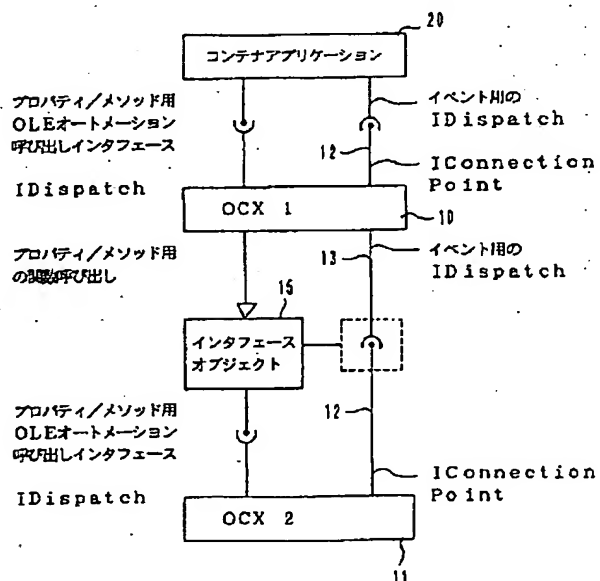 20
コンテナアプリケーション
プロパティ/メソッド用
OLEオートメーション
呼び出しインタフェース
IDispatch
イベント用の
IDispatch
12
IConnection
Point
OCX 1
10
プロパティ/メソッド用
の関数呼び出し
13
イベント用の
IDispatch
15
インタフェース
オブジェクト
プロパティ/メソッド用
OLEオートメーション
呼び出しインタフェース
IDispatch
12
IConnection
Point
OCX 2
11